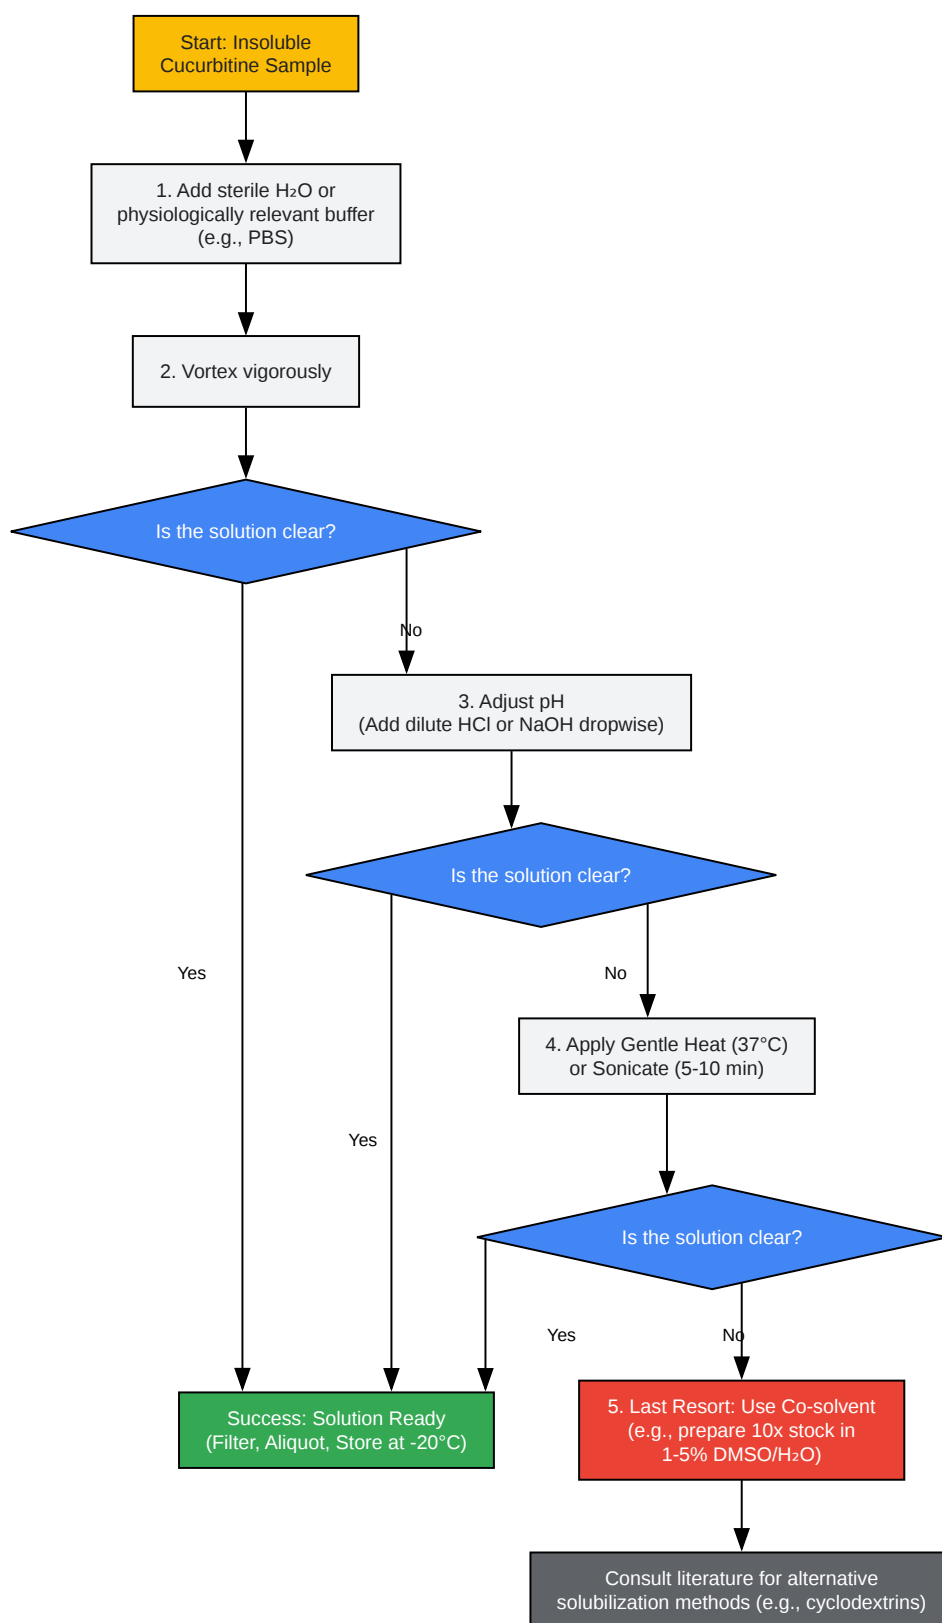 Start: Insoluble
Cucurbitine Sample
1. Add sterile H₂O or
physiologically relevant buffer
(e.g., PBS)
2. Vortex vigorously
Is the solution clear?
No
3. Adjust pH
(Add dilute HCl or NaOH dropwise)
Is the solution clear?
Yes
No
4. Apply Gentle Heat (37°C)
or Sonicate (5-10 min)
Yes
Is the solution clear?
Yes
No
Success: Solution Ready
(Filter, Aliquot, Store at -20°C)
5. Last Resort: Use Co-solvent
(e.g., prepare 10x stock in
1-5% DMSO/H₂O)
Consult literature for alternative
solubilization methods (e.g., cyclodextrins)